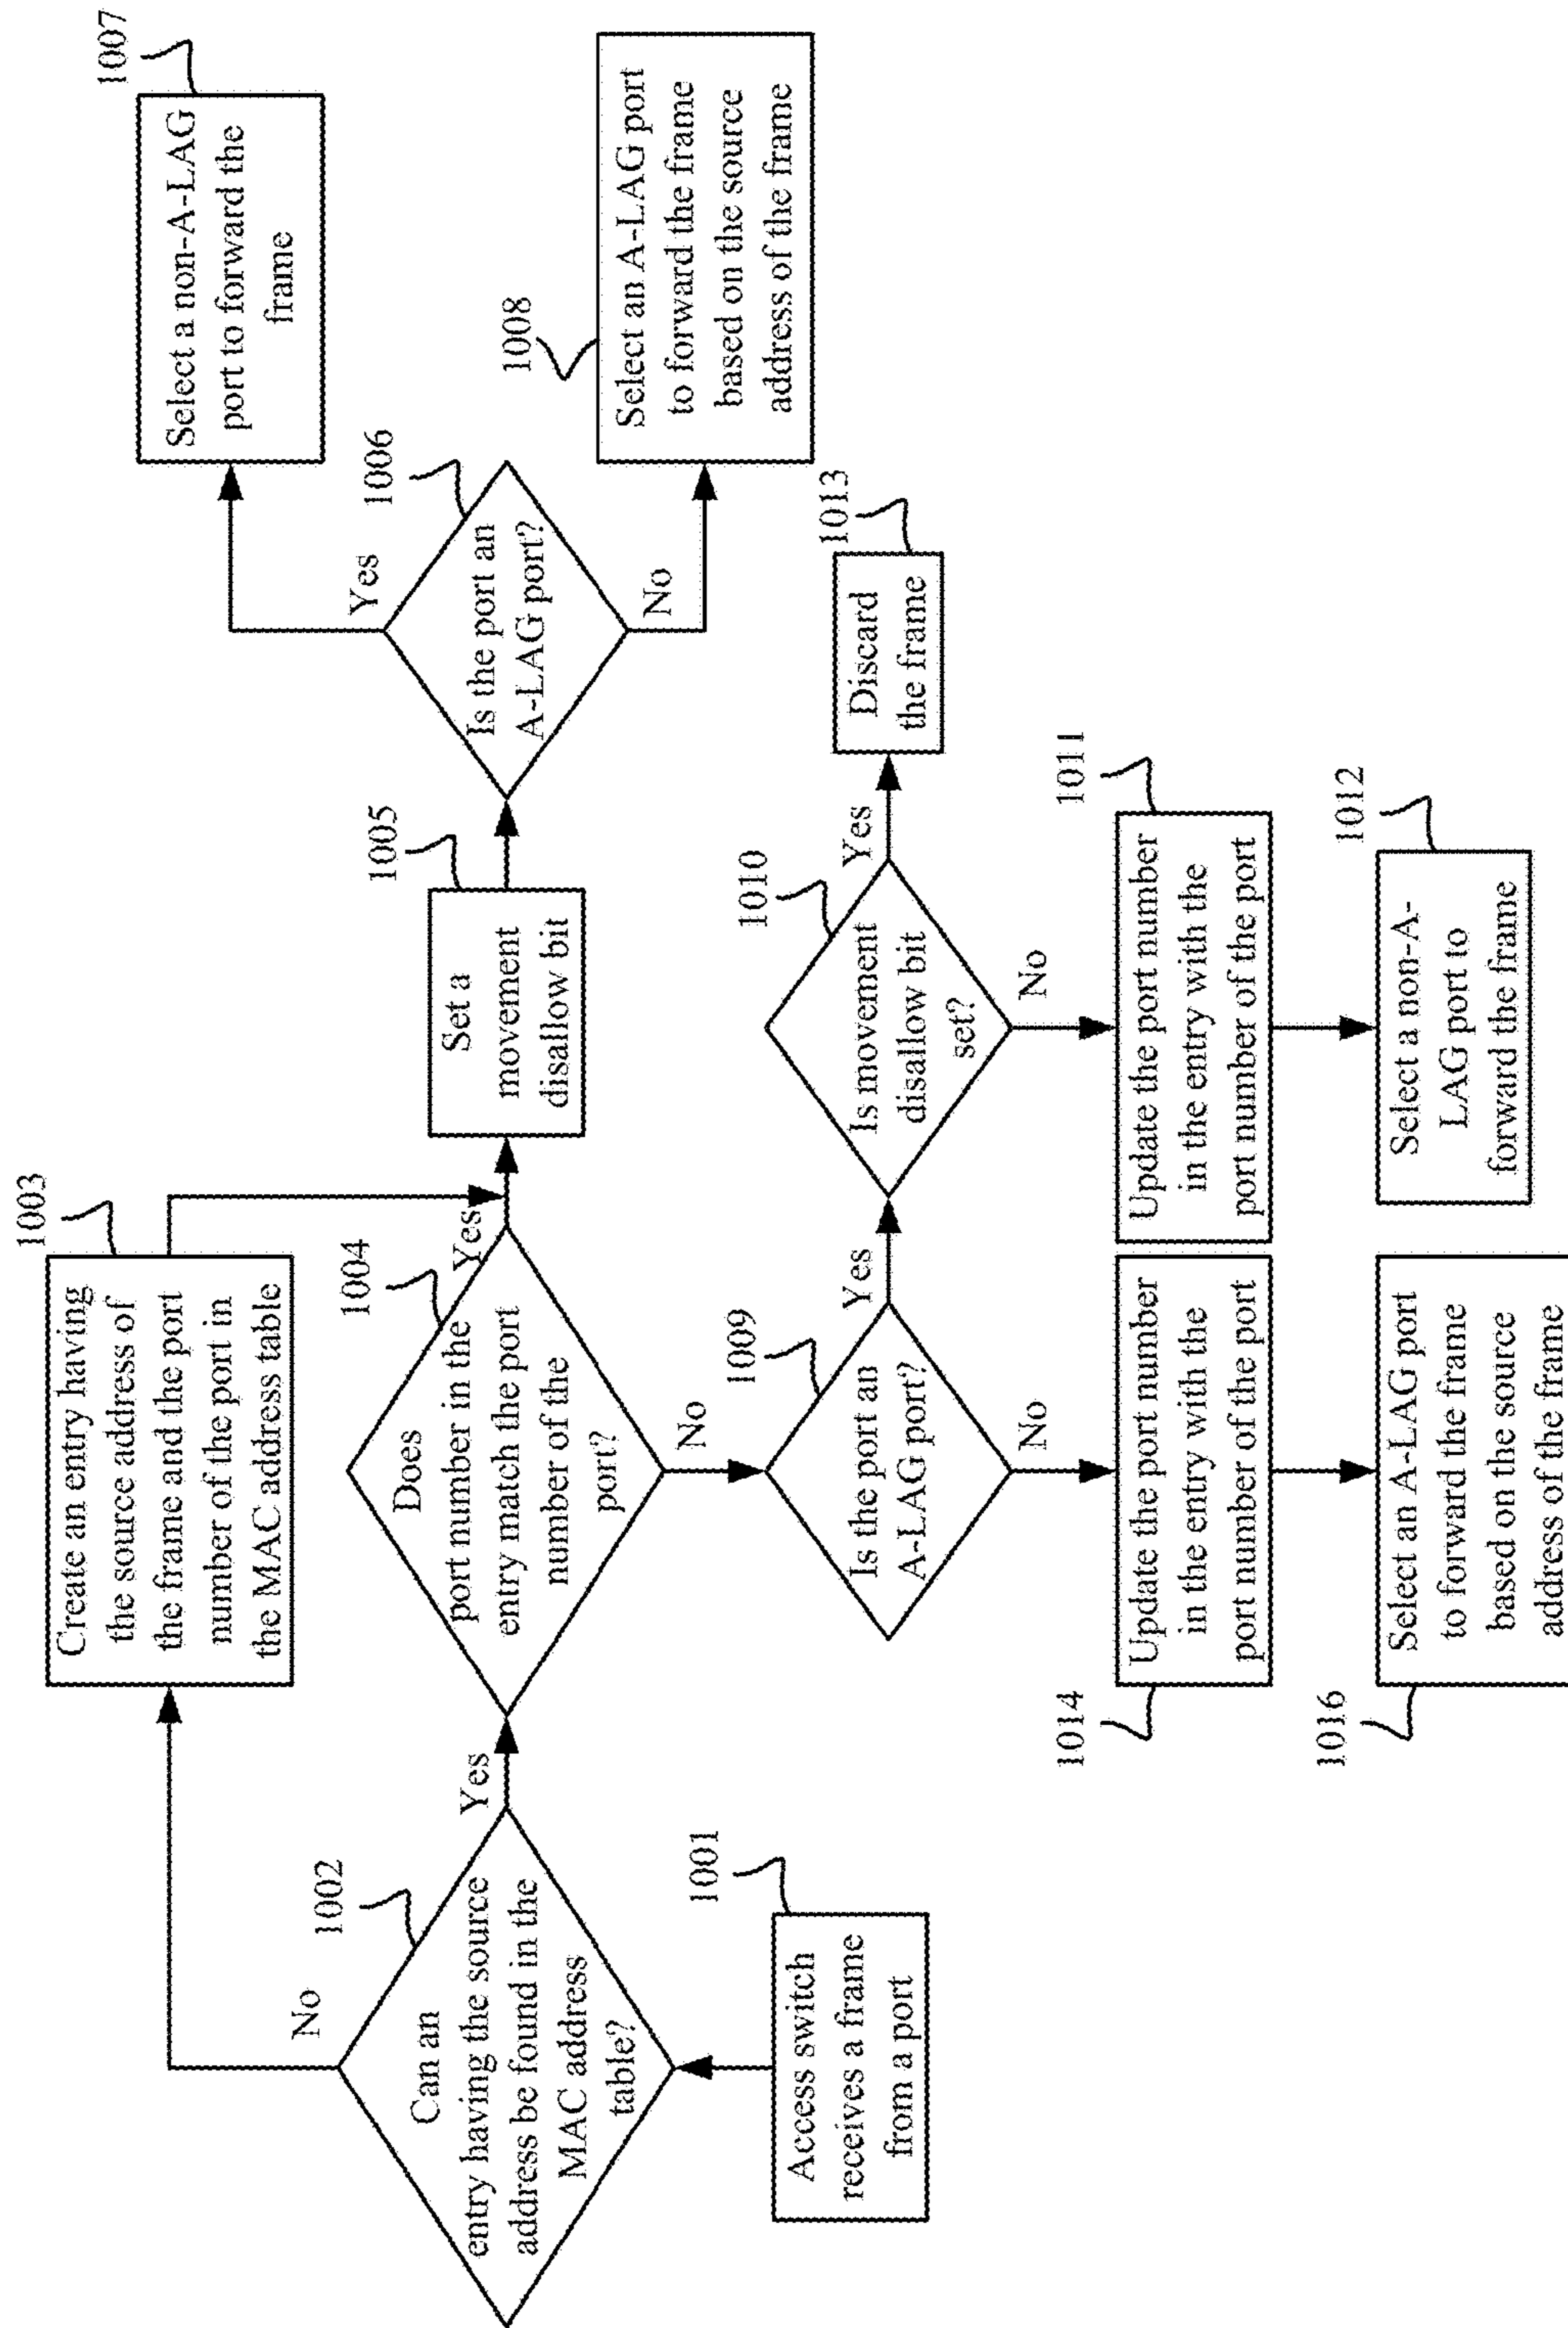 1001
Access switch
receives a frame
from a port
1002
Can an
entry having the source
address be found in the
MAC address
table?
No
Yes
1003
Create an entry having
the source address of
the frame and the port
number of the port in
the MAC address table
1004
Does
port number in the
entry match the port
number of the
port?
Yes
No
1005
Set a
movement
disallow bit
1006
Is the port an
A-LAG port?
Yes
No
1007
Select a non-A-LAG
port to forward the
frame
1008
Select an A-LAG port
to forward the frame
based on the source
address of the frame
1009
Is the port an
A-LAG port?
Yes
No
1010
Is movement
disallow bit
set?
Yes
No
1013
Discard
the frame
1011
Update the port number
in the entry with the
port number of the port
1012
Select a non-A-
LAG port to
forward the frame
1014
Update the port number
in the entry with the
port number of the port
1016
Select an A-LAG port
to forward the frame
based on the source
address of the frame